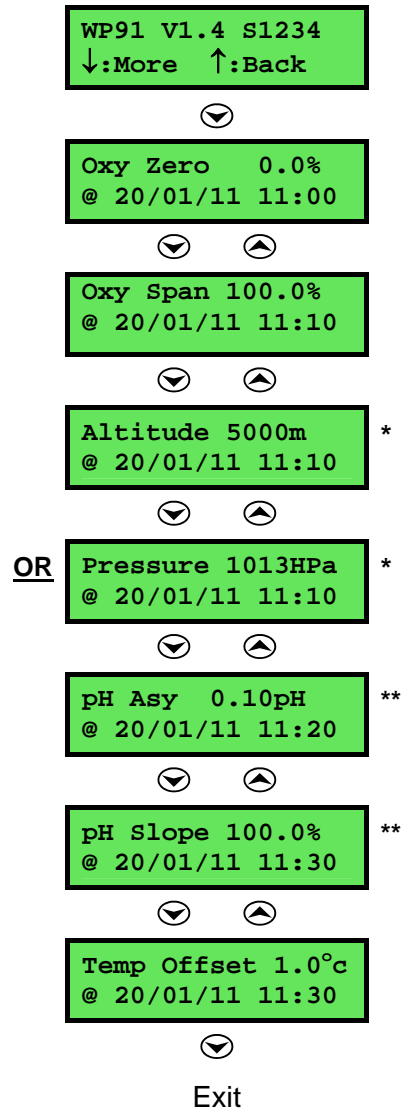 WP91 V1.4 S1234
↓:More ↑:Back
Oxy Zero 0.0%
@ 20/01/11 11:00
Oxy Span 100.0%
@ 20/01/11 11:10
Altitude 5000m *
@ 20/01/11 11:10
OR Pressure 1013HPa *
@ 20/01/11 11:10
pH Asy 0.10pH **
@ 20/01/11 11:20
pH Slope 100.0% **
@ 20/01/11 11:30
Temp Offset 1.0°c
@ 20/01/11 11:30
Exit